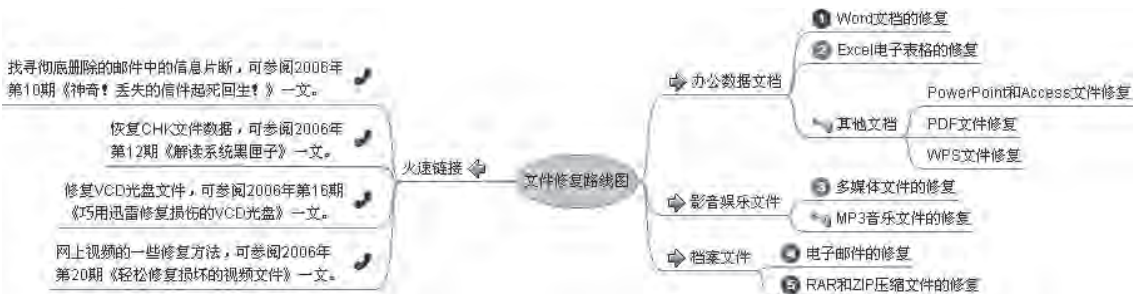 找寻彻底删除的邮件中的信息片断，可参阅2006年
第10期《神奇！丢失的信件起死回生！》一文。
恢复CHK文件数据，可参阅2006年
第12期《解读系统黑匣子》一文。
修复VCD光盘文件，可参阅2006年第16期
《巧用迅雷修复损伤的VCD光盘》一文。
网上视频的一些修复方法，可参阅2006年
第20期《轻松修复损坏的视频文件》一文。
火速链接
文件修复路线图
办公数据文档
1 Word文档的修复
2 Excel电子表格的修复
其他文档
PowerPoint和Access文件修复
PDF文件修复
WPS文件修复
影音娱乐文件
3 多媒体文件的修复
MP3音乐文件的修复
档案文件
4 电子邮件的修复
5 RAR和ZIP压缩文件的修复